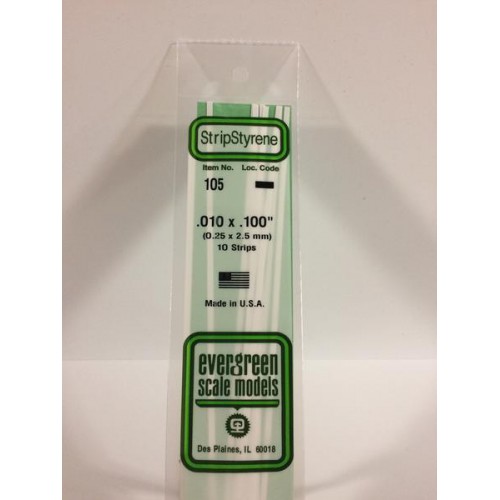 StripStyrene
Item No. Loc. Code
105
.010 x .100"
(0.25 x 2.5 mm)
10 Strips
Made in U.S.A.
evergreen
scale models
Des Plaines, IL 60018